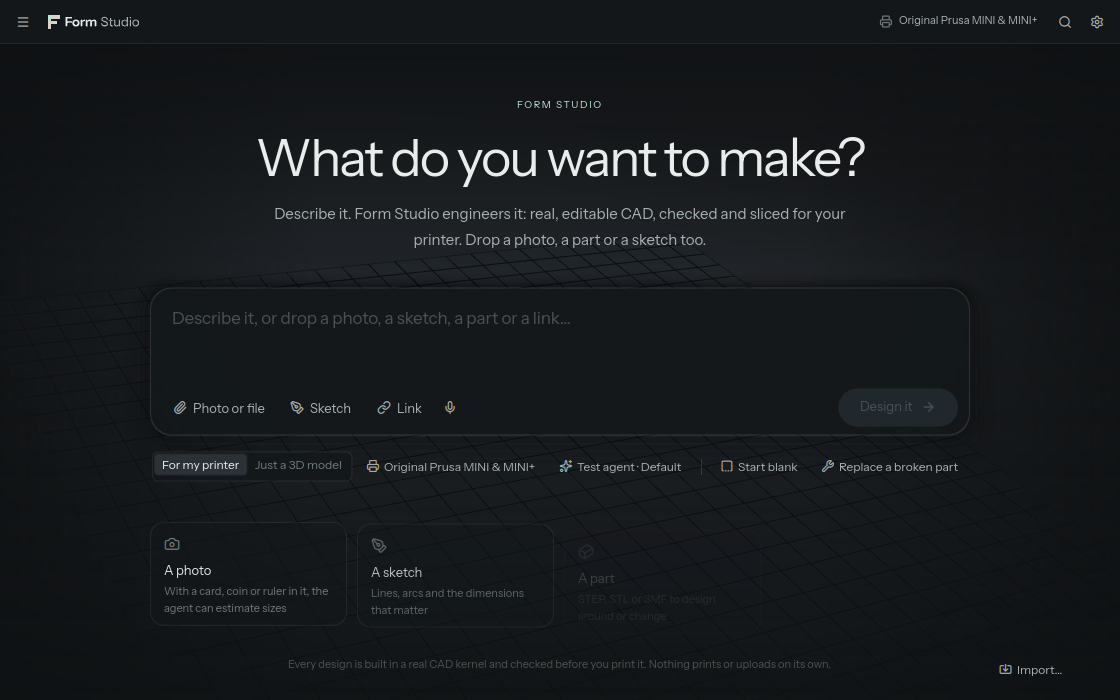 Form Studio
Original Prusa MINI & MINI+
FORM STUDIO
What do you want to make?
Describe it. Form Studio engineers it: real, editable CAD, checked and sliced for your
printer. Drop a photo, a part or a sketch too.
Describe it, or drop a photo, a sketch, a part or a link...
Photo or file
Sketch
Link
Design it
For my printer
Just a 3D model
Original Prusa MINI & MINI+
Test agent · Default
Start blank
Replace a broken part
A photo
With a card, coin or ruler in it, the
agent can estimate sizes
A sketch
Lines, arcs and the dimensions
that matter
A part
STEP, STL or 3MF to design
around or change
Every design is built in a real CAD kernel and checked before you print it. Nothing prints or uploads on its own.
Import...